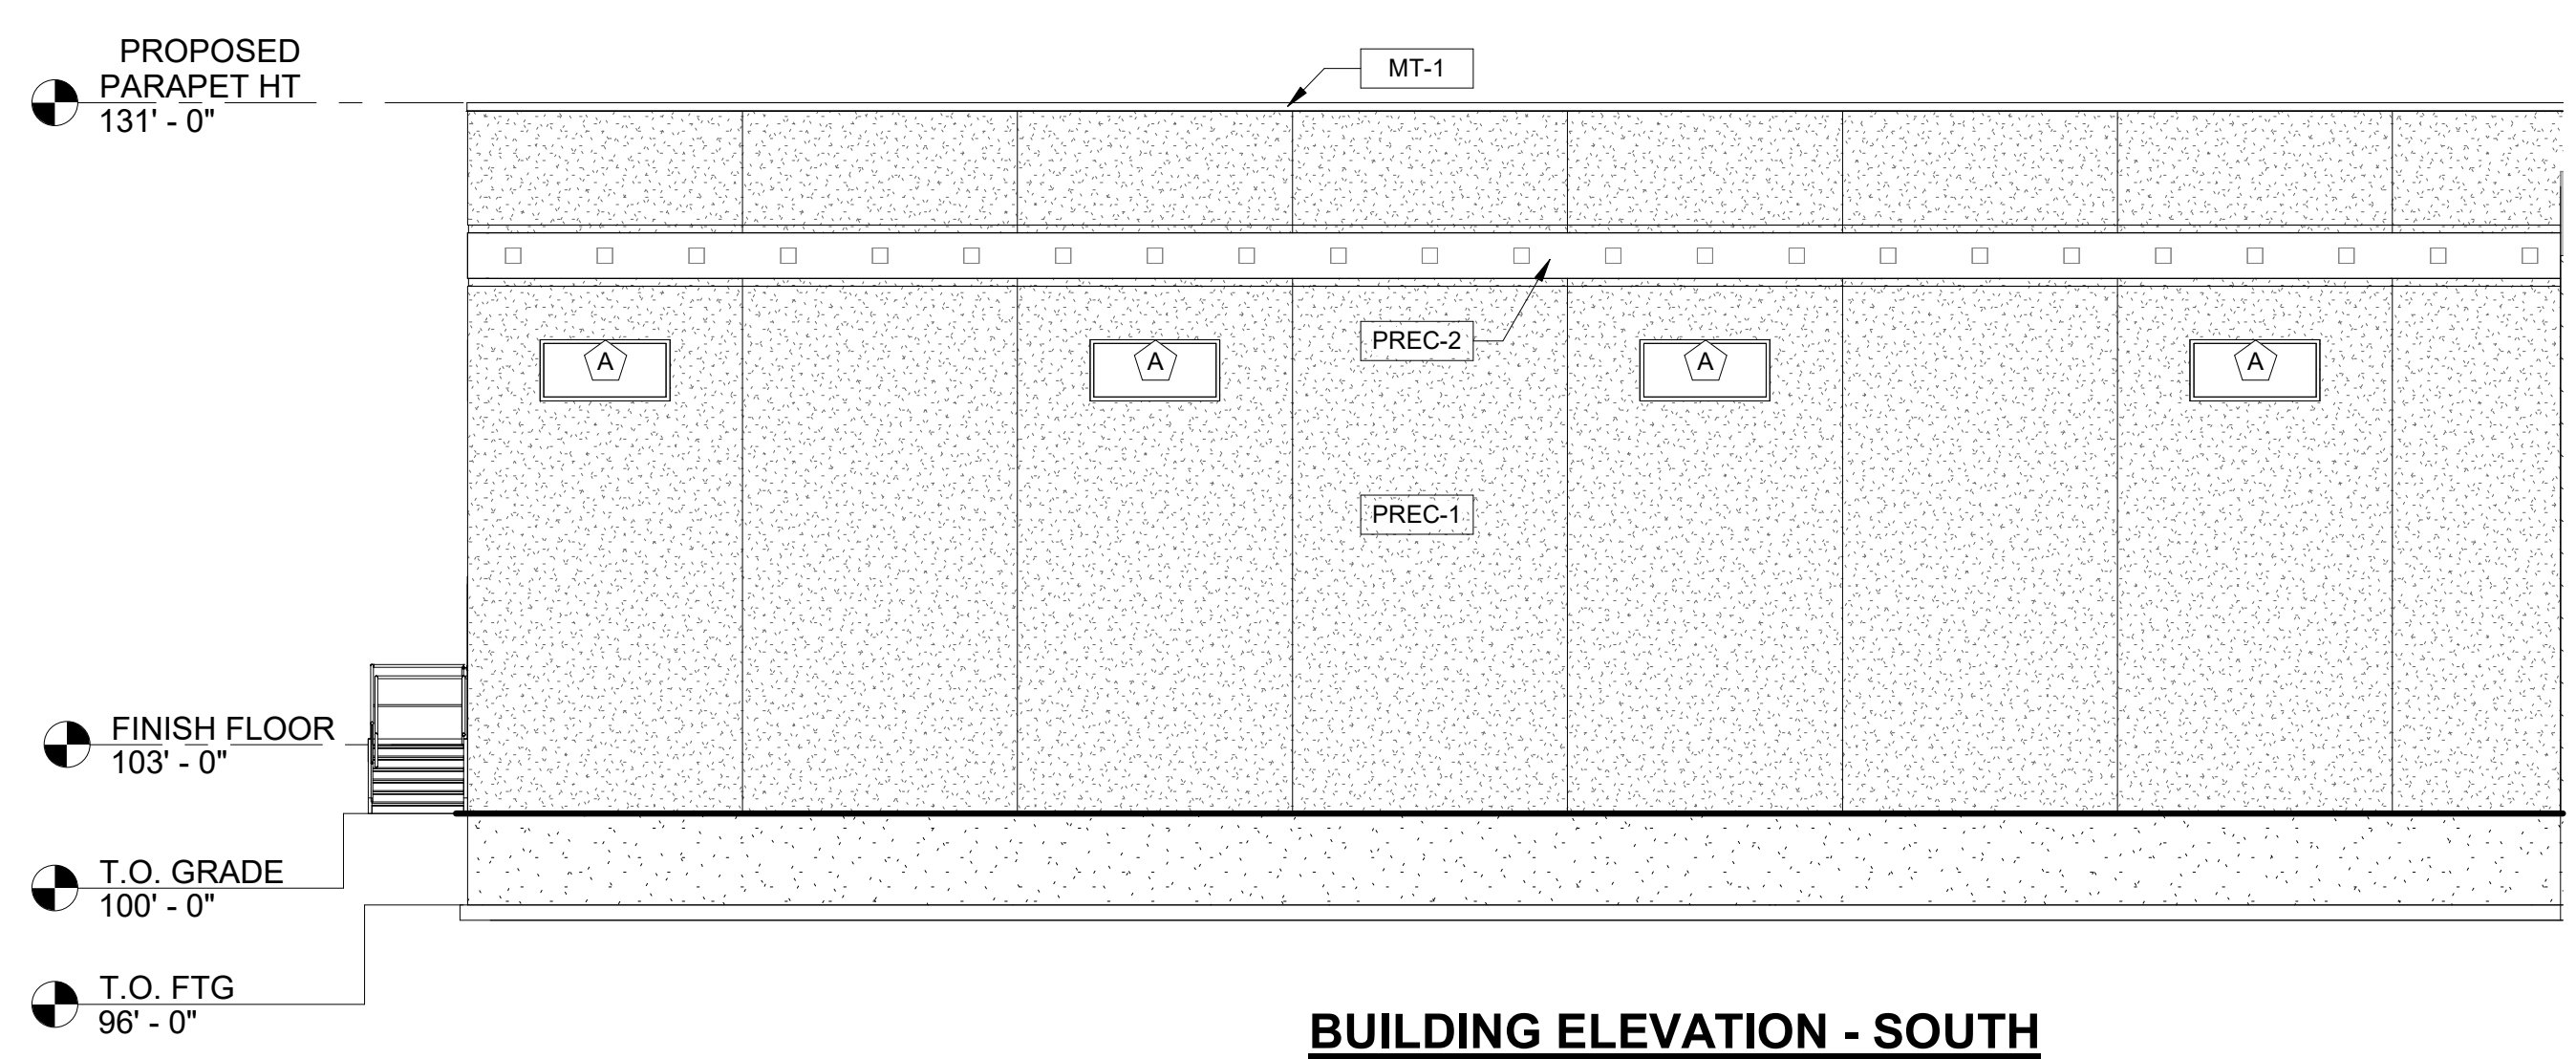 PROPOSED
PARAPET HT
131' - 0"
MT-1
A
A
A
A
PREC-2
PREC-1
FINISH FLOOR
103' - 0"
T.O. GRADE
100' - 0"
T.O. FTG
96' - 0"
BUILDING ELEVATION - SOUTH